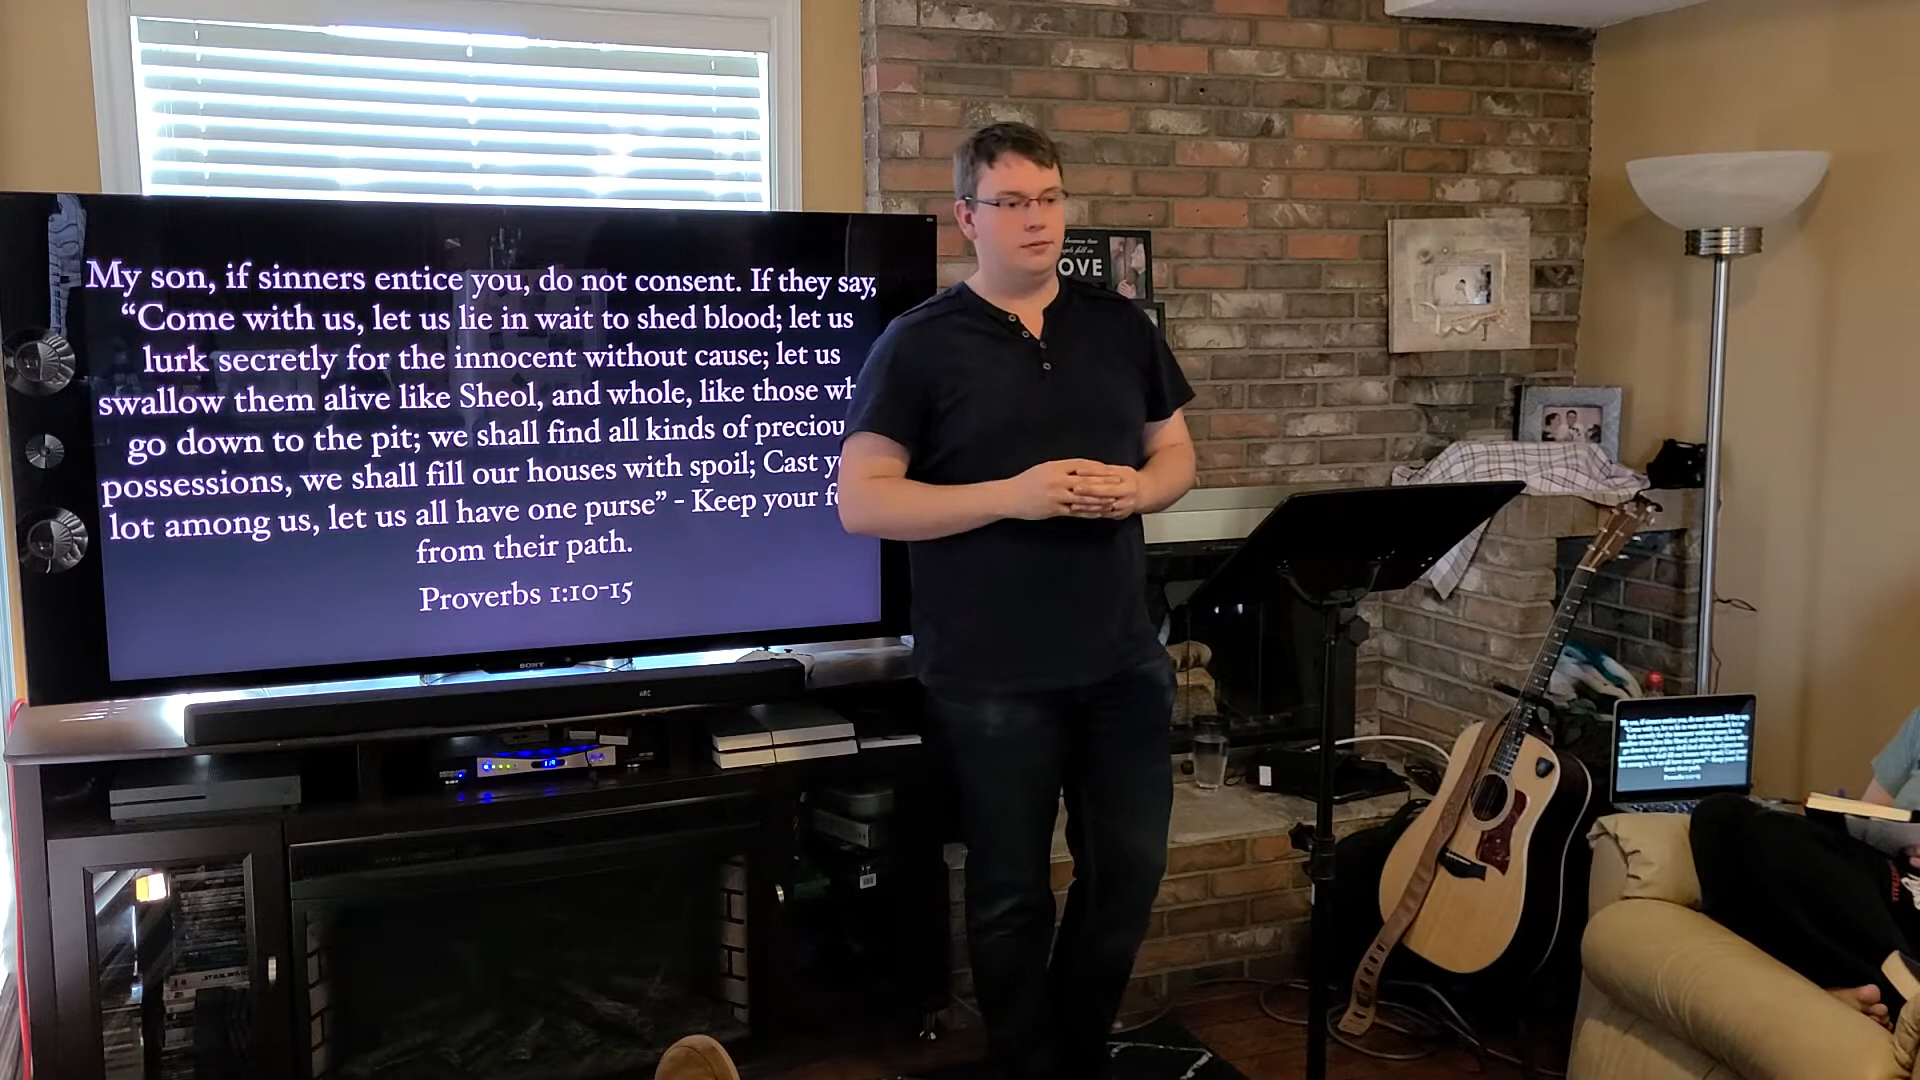 My son, if sinners entice you, do not consent. If they say,
“Come with us, let us lie in wait to shed blood; let us
lurk secretly for the innocent without cause; let us
swallow them alive like Sheol, and whole, like those wh
go down to the pit; we shall find all kinds of preciou
possessions, we shall fill our houses with spoil; Cast y
lot among us, let us all have one purse” - Keep your f
from their path.
Proverbs 1:10-15
SONY
OVE
STAR WARS